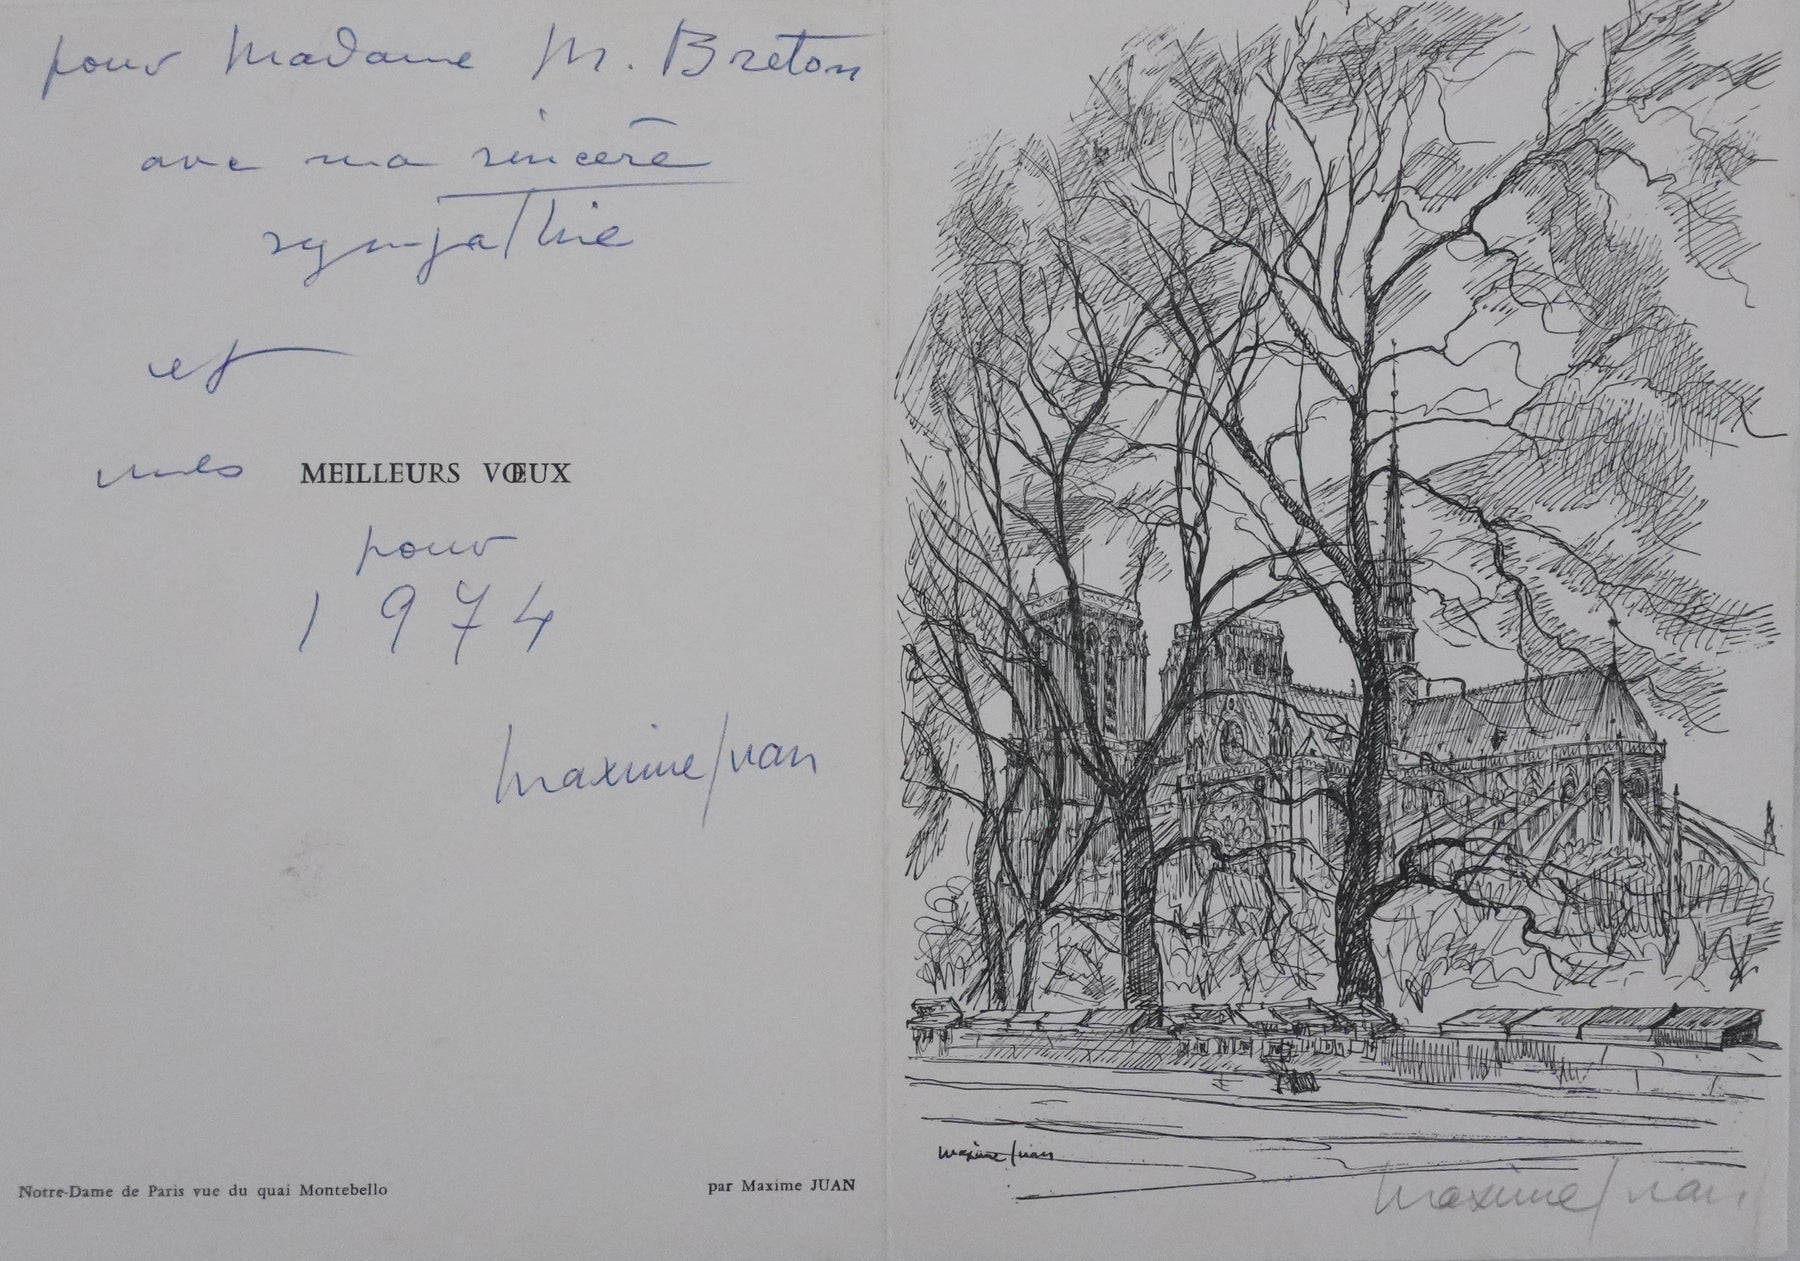 pour Madame M. Breton
avec ma sincère
sympathie
et
mes MEILLEURS VŒUX
pour
1974
Maxime Juan
Notre-Dame de Paris vue du quai Montebello
par Maxime JUAN
Maxime Juan
Maxime Juan